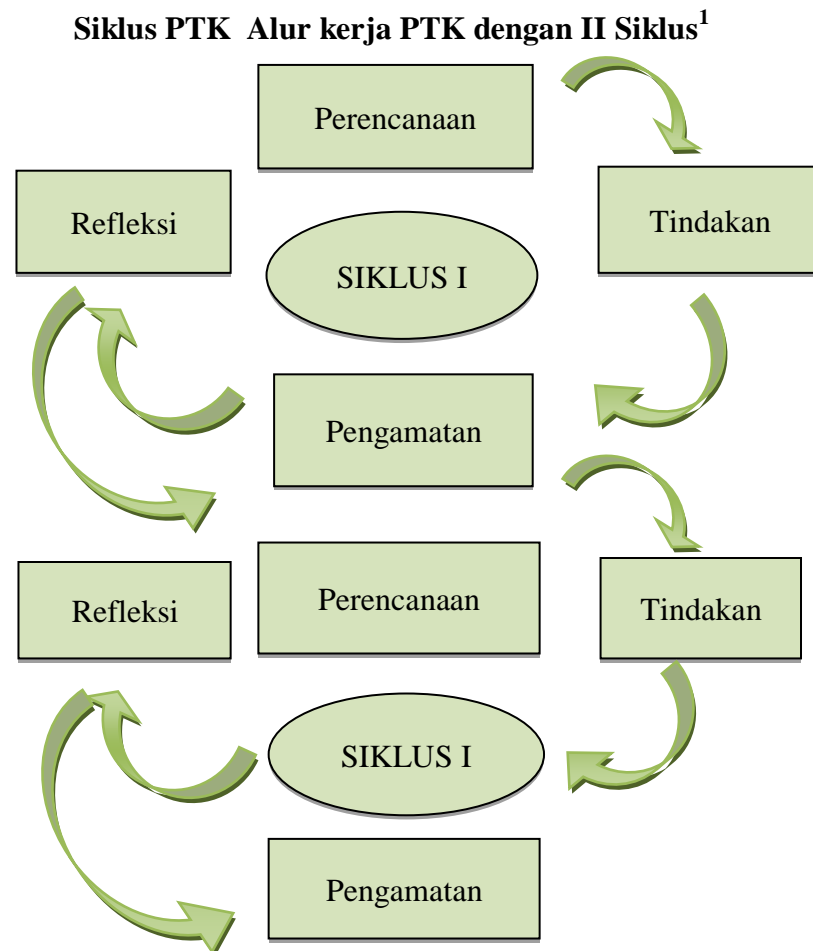 Siklus PTK Alur kerja PTK dengan II Siklus¹
Perencanaan
Refleksi
Tindakan
SIKLUS I
Pengamatan
Refleksi
Perencanaan
Tindakan
SIKLUS I
Pengamatan